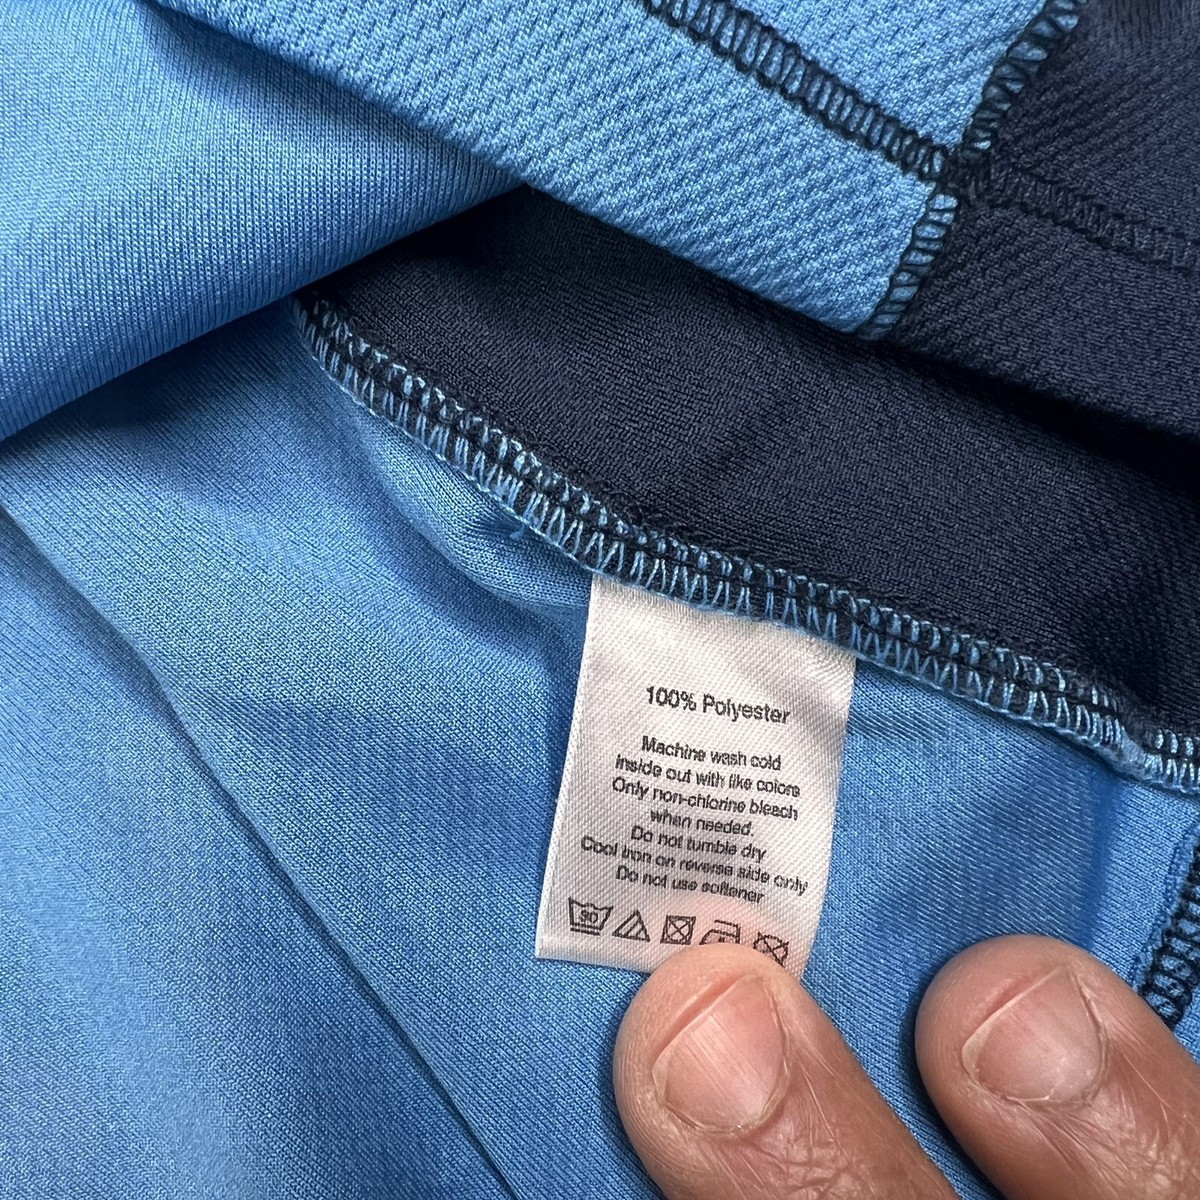 100% Polyester
Machine wash cold
inside out with like colors
Only non-chlorine bleach
when needed.
Do not tumble dry
Cool iron on reverse side only
Do not use softener
30